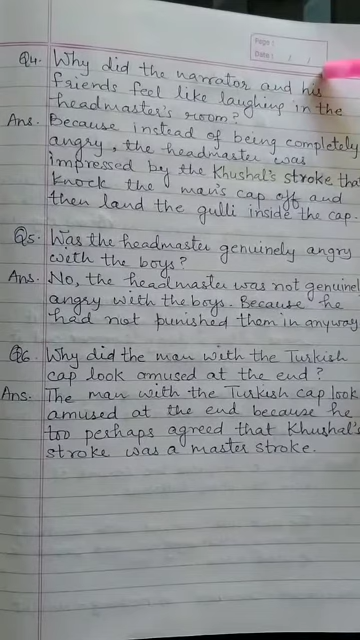 Page :
Date : / /
Q4. Why did the narrator and his
friends feel like laughing in the
headmaster's room?
Ans. Because instead of being completely
angry, the headmaster was
impressed by the Khushal's stroke that
knock the man's cap off and
then land the gulli inside the cap.
Q5. Was the headmaster genuinely angry
with the boys?
Ans. No, the headmaster was not genuinel
angry with the boys. Because he
had not punished them in anyway
Q6. Why did the man with the Turkish
cap look amused at the end?
Ans. The man with the Turkish cap look
amused at the end because he
too perhaps agreed that Khushal's
stroke was a master stroke.